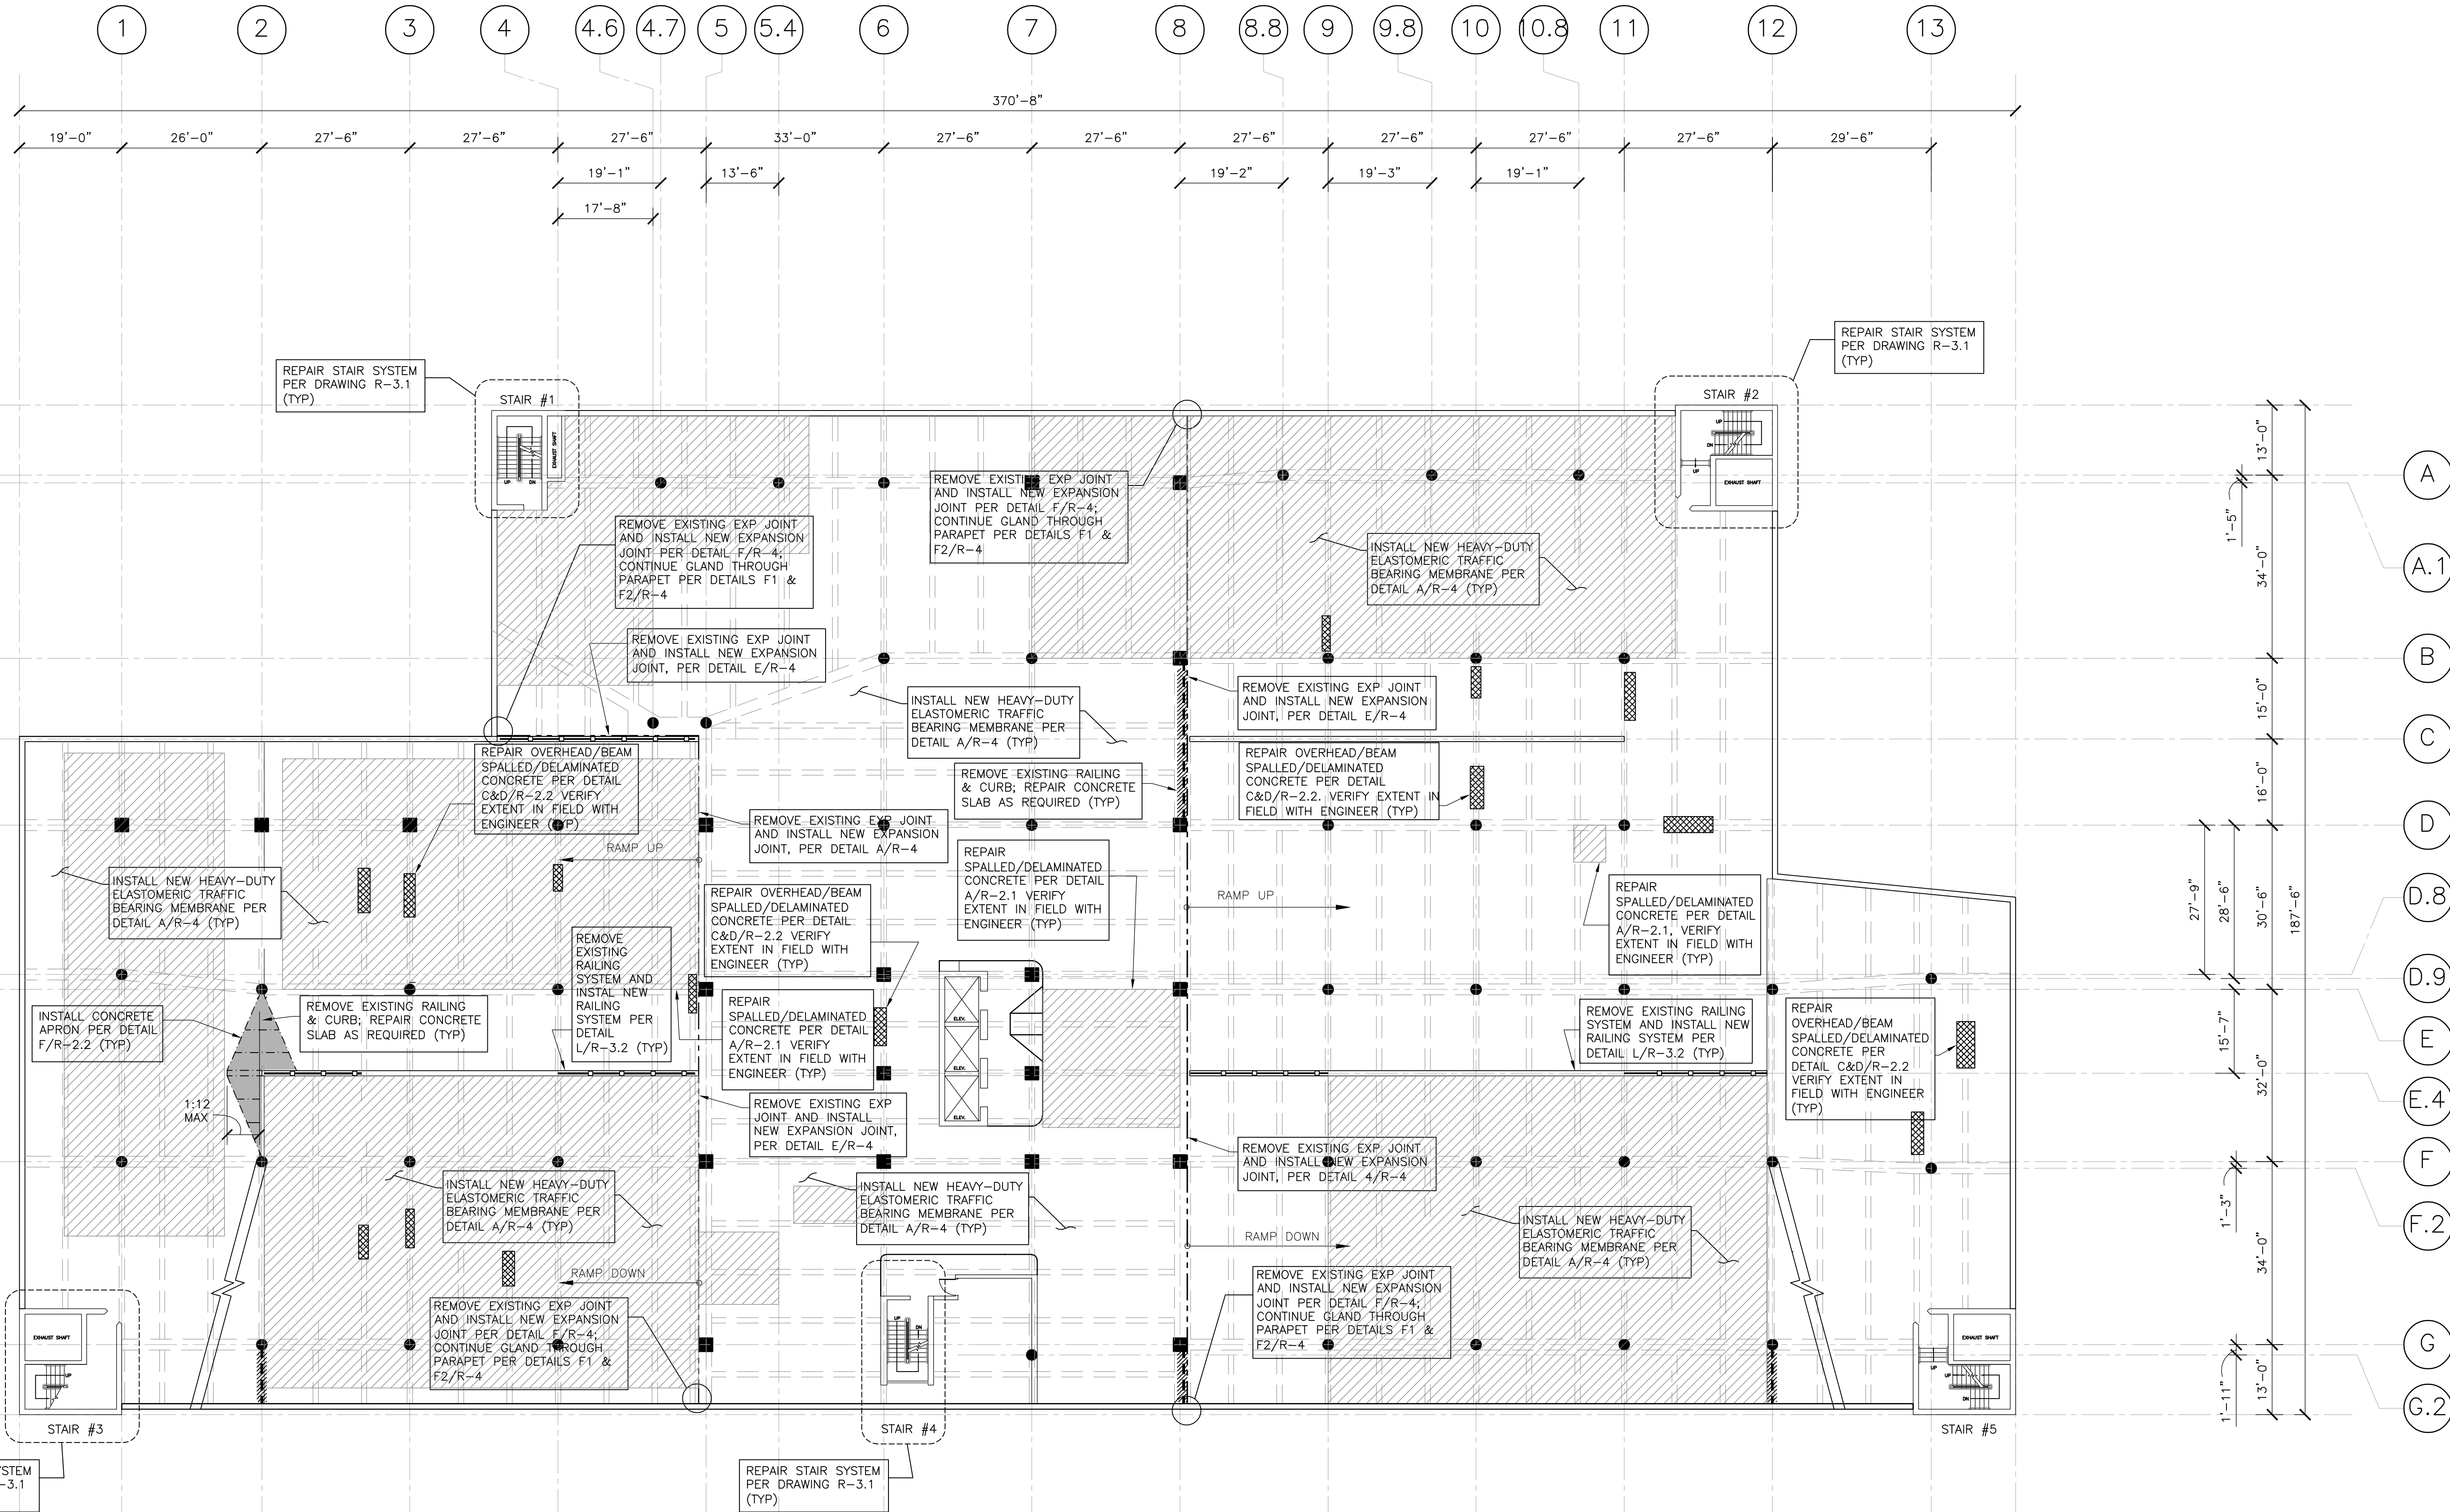 1 2 3 4 4.6 4.7 5 5.4 6 7 8 8.8 9 9.8 10 10.8 11 12 13
370'-8"
19'-0" 26'-0" 27'-6" 27'-6" 27'-6" 33'-0" 27'-6" 27'-6" 27'-6" 27'-6" 27'-6" 27'-6" 29'-6"
19'-1" 13'-6" 19'-2" 19'-3" 19'-1"
17'-8"
REPAIR STAIR SYSTEM
PER DRAWING R-3.1
(TYP)
STAIR #1
UP
DN
EXHAUST SHAFT
REPAIR STAIR SYSTEM
PER DRAWING R-3.1
(TYP)
STAIR #2
UP
DN
UP
EXHAUST SHAFT
REMOVE EXISTING EXP JOINT
AND INSTALL NEW EXPANSION
JOINT PER DETAIL F/R-4;
CONTINUE GLAND THROUGH
PARAPET PER DETAILS F1 &
F2/R-4
REMOVE EXISTING EXP JOINT
AND INSTALL NEW EXPANSION
JOINT PER DETAIL F/R-4;
CONTINUE GLAND THROUGH
PARAPET PER DETAILS F1 &
F2/R-4
INSTALL NEW HEAVY-DUTY
ELASTOMERIC TRAFFIC
BEARING MEMBRANE PER
DETAIL A/R-4 (TYP)
REMOVE EXISTING EXP JOINT
AND INSTALL NEW EXPANSION
JOINT, PER DETAIL E/R-4
INSTALL NEW HEAVY-DUTY
ELASTOMERIC TRAFFIC
BEARING MEMBRANE PER
DETAIL A/R-4 (TYP)
REMOVE EXISTING EXP JOINT
AND INSTALL NEW EXPANSION
JOINT, PER DETAIL E/R-4
REPAIR OVERHEAD/BEAM
SPALLED/DELAMINATED
CONCRETE PER DETAIL
C&D/R-2.2 VERIFY
EXTENT IN FIELD WITH
ENGINEER (TYP)
REMOVE EXISTING RAILING
& CURB; REPAIR CONCRETE
SLAB AS REQUIRED (TYP)
REPAIR OVERHEAD/BEAM
SPALLED/DELAMINATED
CONCRETE PER DETAIL
C&D/R-2.2. VERIFY EXTENT IN
FIELD WITH ENGINEER (TYP)
REMOVE EXISTING EXP JOINT
AND INSTALL NEW EXPANSION
JOINT, PER DETAIL A/R-4
RAMP UP
REPAIR
SPALLED/DELAMINATED
CONCRETE PER DETAIL
A/R-2.1 VERIFY
EXTENT IN FIELD WITH
ENGINEER (TYP)
INSTALL NEW HEAVY-DUTY
ELASTOMERIC TRAFFIC
BEARING MEMBRANE PER
DETAIL A/R-4 (TYP)
REPAIR OVERHEAD/BEAM
SPALLED/DELAMINATED
CONCRETE PER DETAIL
C&D/R-2.2 VERIFY
EXTENT IN FIELD WITH
ENGINEER (TYP)
RAMP UP
REPAIR
SPALLED/DELAMINATED
CONCRETE PER DETAIL
A/R-2.1, VERIFY
EXTENT IN FIELD WITH
ENGINEER (TYP)
REMOVE
EXISTING
RAILING
SYSTEM AND
INSTAL NEW
RAILING
SYSTEM PER
DETAIL
L/R-3.2 (TYP)
INSTALL CONCRETE
APRON PER DETAIL
F/R-2.2 (TYP)
REMOVE EXISTING RAILING
& CURB; REPAIR CONCRETE
SLAB AS REQUIRED (TYP)
REPAIR
SPALLED/DELAMINATED
CONCRETE PER DETAIL
A/R-2.1 VERIFY
EXTENT IN FIELD WITH
ENGINEER (TYP)
ELEV.
ELEV.
ELEV.
REMOVE EXISTING RAILING
SYSTEM AND INSTALL NEW
RAILING SYSTEM PER
DETAIL L/R-3.2 (TYP)
REPAIR
OVERHEAD/BEAM
SPALLED/DELAMINATED
CONCRETE PER
DETAIL C&D/R-2.2
VERIFY EXTENT IN
FIELD WITH ENGINEER
(TYP)
1:12
MAX
REMOVE EXISTING EXP
JOINT AND INSTALL
NEW EXPANSION JOINT,
PER DETAIL E/R-4
REMOVE EXISTING EXP JOINT
AND INSTALL NEW EXPANSION
JOINT, PER DETAIL 4/R-4
INSTALL NEW HEAVY-DUTY
ELASTOMERIC TRAFFIC
BEARING MEMBRANE PER
DETAIL A/R-4 (TYP)
INSTALL NEW HEAVY-DUTY
ELASTOMERIC TRAFFIC
BEARING MEMBRANE PER
DETAIL A/R-4 (TYP)
INSTALL NEW HEAVY-DUTY
ELASTOMERIC TRAFFIC
BEARING MEMBRANE PER
DETAIL A/R-4 (TYP)
RAMP DOWN
RAMP DOWN
REMOVE EXISTING EXP JOINT
AND INSTALL NEW EXPANSION
JOINT PER DETAIL F/R-4;
CONTINUE GLAND THROUGH
PARAPET PER DETAILS F1 &
F2/R-4
REMOVE EXISTING EXP JOINT
AND INSTALL NEW EXPANSION
JOINT PER DETAIL F/R-4;
CONTINUE GLAND THROUGH
PARAPET PER DETAILS F1 &
F2/R-4
EXHAUST SHAFT
UP
DN
STAIR #3
UP
DN
STAIR #4
EXHAUST SHAFT
UP
UP
DN
STAIR #5
YSTEM
-3.1
REPAIR STAIR SYSTEM
PER DRAWING R-3.1
(TYP)
13'-0"
1'-5"
34'-0"
15'-0"
16'-0"
27'-9"
28'-6"
30'-6"
187'-6"
15'-7"
32'-0"
1'-3"
34'-0"
1'-11"
13'-0"
A
A.1
B
C
D
D.8
D.9
E
E.4
F
F.2
G
G.2